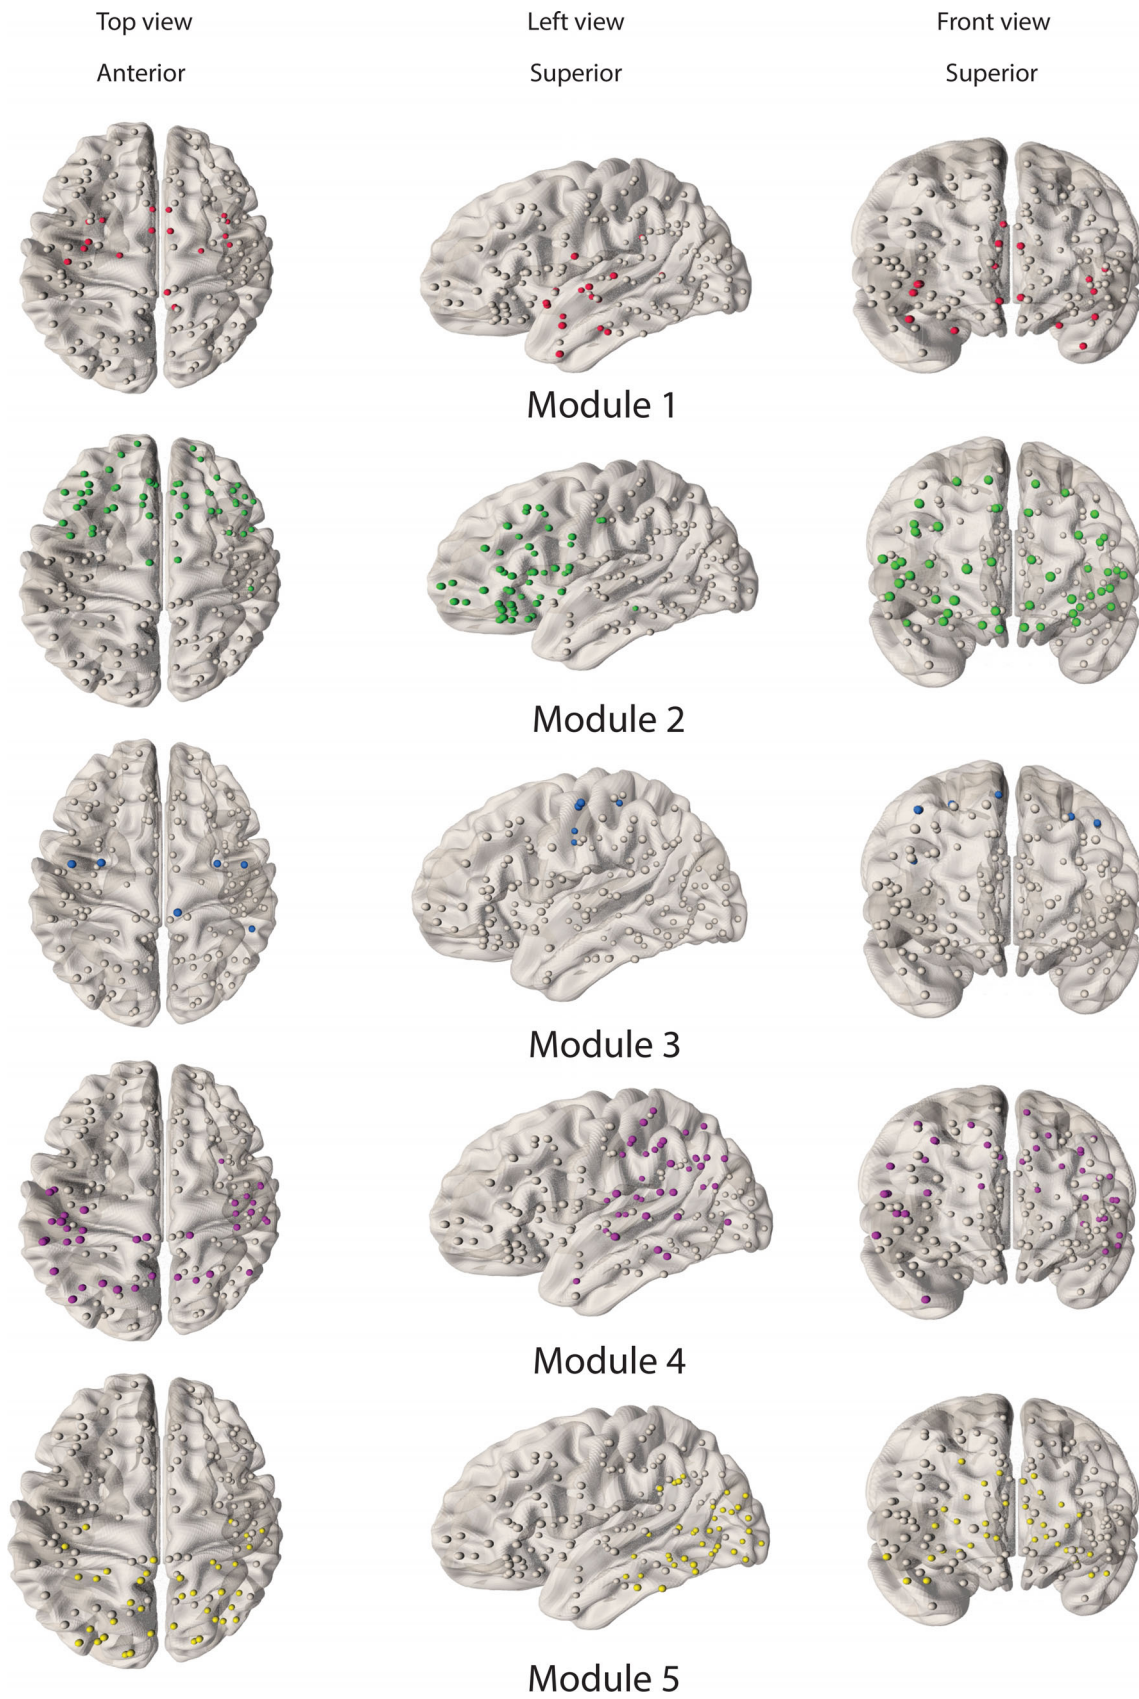 Top view Left view Front view
Anterior Superior Superior
Module 1
Module 2
Module 3
Module 4
Module 5